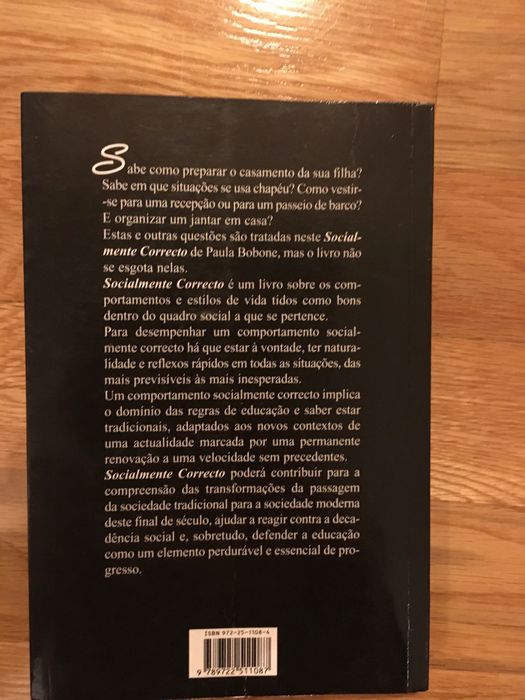 Sabe como preparar o casamento da sua filha?
Sabe em que situações se usa chapéu? Como vestir-
-se para uma recepção ou para um passeio de barco?
E organizar um jantar em casa?
Estas e outras questões são tratadas neste Social-
mente Correcto de Paula Bobone, mas o livro não
se esgota nelas.
Socialmente Correcto é um livro sobre os com-
portamentos e estilos de vida tidos como bons
dentro do quadro social a que se pertence.
Para desempenhar um comportamento social-
mente correcto há que estar à vontade, ter natura-
lidade e reflexos rápidos em todas as situações, das
mais previsíveis às mais inesperadas.
Um comportamento socialmente correcto implica
o domínio das regras de educação e saber estar
tradicionais, adaptados aos novos contextos de
uma actualidade marcada por uma permanente
renovação a uma velocidade sem precedentes.
Socialmente Correcto poderá contribuir para a
compreensão das transformações da passagem
da sociedade tradicional para a sociedade moderna
deste final de século, ajudar a reagir contra a deca-
dência social e, sobretudo, defender a educação
como um elemento perdurável e essencial de pro-
gresso.
ISBN 972-25-1108-6
9 789722 511087